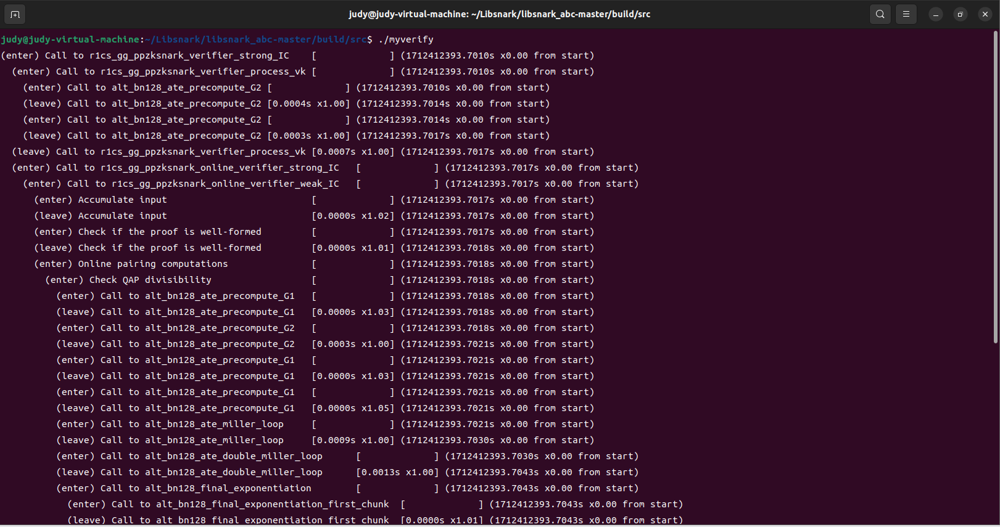 judy@judy-virtual-machine: ~/Libsnark/libsnark_abc-master/build/src
judy@judy-virtual-machine:~/Libsnark/libsnark_abc-master/build/src$ ./myverify
(enter) Call to r1cs_gg_ppzksnark_verifier_strong_IC    [             ] (1712412393.7010s x0.00 from start)
  (enter) Call to r1cs_gg_ppzksnark_verifier_process_vk [             ] (1712412393.7010s x0.00 from start)
    (enter) Call to alt_bn128_ate_precompute_G2 [             ] (1712412393.7010s x0.00 from start)
    (leave) Call to alt_bn128_ate_precompute_G2 [0.0004s x1.00] (1712412393.7014s x0.00 from start)
    (enter) Call to alt_bn128_ate_precompute_G2 [             ] (1712412393.7014s x0.00 from start)
    (leave) Call to alt_bn128_ate_precompute_G2 [0.0003s x1.00] (1712412393.7017s x0.00 from start)
  (leave) Call to r1cs_gg_ppzksnark_verifier_process_vk [0.0007s x1.00] (1712412393.7017s x0.00 from start)
  (enter) Call to r1cs_gg_ppzksnark_online_verifier_strong_IC   [             ] (1712412393.7017s x0.00 from start)
    (enter) Call to r1cs_gg_ppzksnark_online_verifier_weak_IC   [             ] (1712412393.7017s x0.00 from start)
      (enter) Accumulate input                          [             ] (1712412393.7017s x0.00 from start)
      (leave) Accumulate input                          [0.0000s x1.02] (1712412393.7017s x0.00 from start)
      (enter) Check if the proof is well-formed         [             ] (1712412393.7017s x0.00 from start)
      (leave) Check if the proof is well-formed         [0.0000s x1.01] (1712412393.7018s x0.00 from start)
      (enter) Online pairing computations               [             ] (1712412393.7018s x0.00 from start)
        (enter) Check QAP divisibility                  [             ] (1712412393.7018s x0.00 from start)
          (enter) Call to alt_bn128_ate_precompute_G1   [             ] (1712412393.7018s x0.00 from start)
          (leave) Call to alt_bn128_ate_precompute_G1   [0.0000s x1.03] (1712412393.7018s x0.00 from start)
          (enter) Call to alt_bn128_ate_precompute_G2   [             ] (1712412393.7018s x0.00 from start)
          (leave) Call to alt_bn128_ate_precompute_G2   [0.0003s x1.00] (1712412393.7021s x0.00 from start)
          (enter) Call to alt_bn128_ate_precompute_G1   [             ] (1712412393.7021s x0.00 from start)
          (leave) Call to alt_bn128_ate_precompute_G1   [0.0000s x1.03] (1712412393.7021s x0.00 from start)
          (enter) Call to alt_bn128_ate_precompute_G1   [             ] (1712412393.7021s x0.00 from start)
          (leave) Call to alt_bn128_ate_precompute_G1   [0.0000s x1.05] (1712412393.7021s x0.00 from start)
          (enter) Call to alt_bn128_ate_miller_loop     [             ] (1712412393.7021s x0.00 from start)
          (leave) Call to alt_bn128_ate_miller_loop     [0.0009s x1.00] (1712412393.7030s x0.00 from start)
          (enter) Call to alt_bn128_ate_double_miller_loop      [             ] (1712412393.7030s x0.00 from start)
          (leave) Call to alt_bn128_ate_double_miller_loop      [0.0013s x1.00] (1712412393.7043s x0.00 from start)
          (enter) Call to alt_bn128_final_exponentiation        [             ] (1712412393.7043s x0.00 from start)
            (enter) Call to alt_bn128_final_exponentiation_first_chunk  [             ] (1712412393.7043s x0.00 from start)
            (leave) Call to alt_bn128_final_exponentiation_first_chunk  [0.0000s x1.01] (1712412393.7043s x0.00 from start)